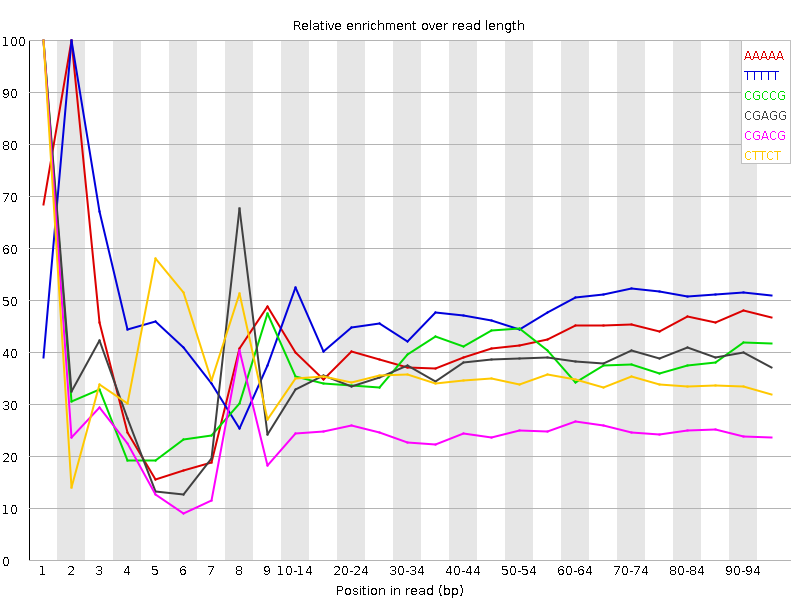 Relative enrichment over read length
100
90
80
70
60
50
40
30
20
10
0
AAAAA
TTTTT
CGCCG
CGAGG
CGACG
CTTCT
1 2 3 4 5 6 7 8 9 10-14 20-24 30-34 40-44 50-54 60-64 70-74 80-84 90-94
Position in read (bp)